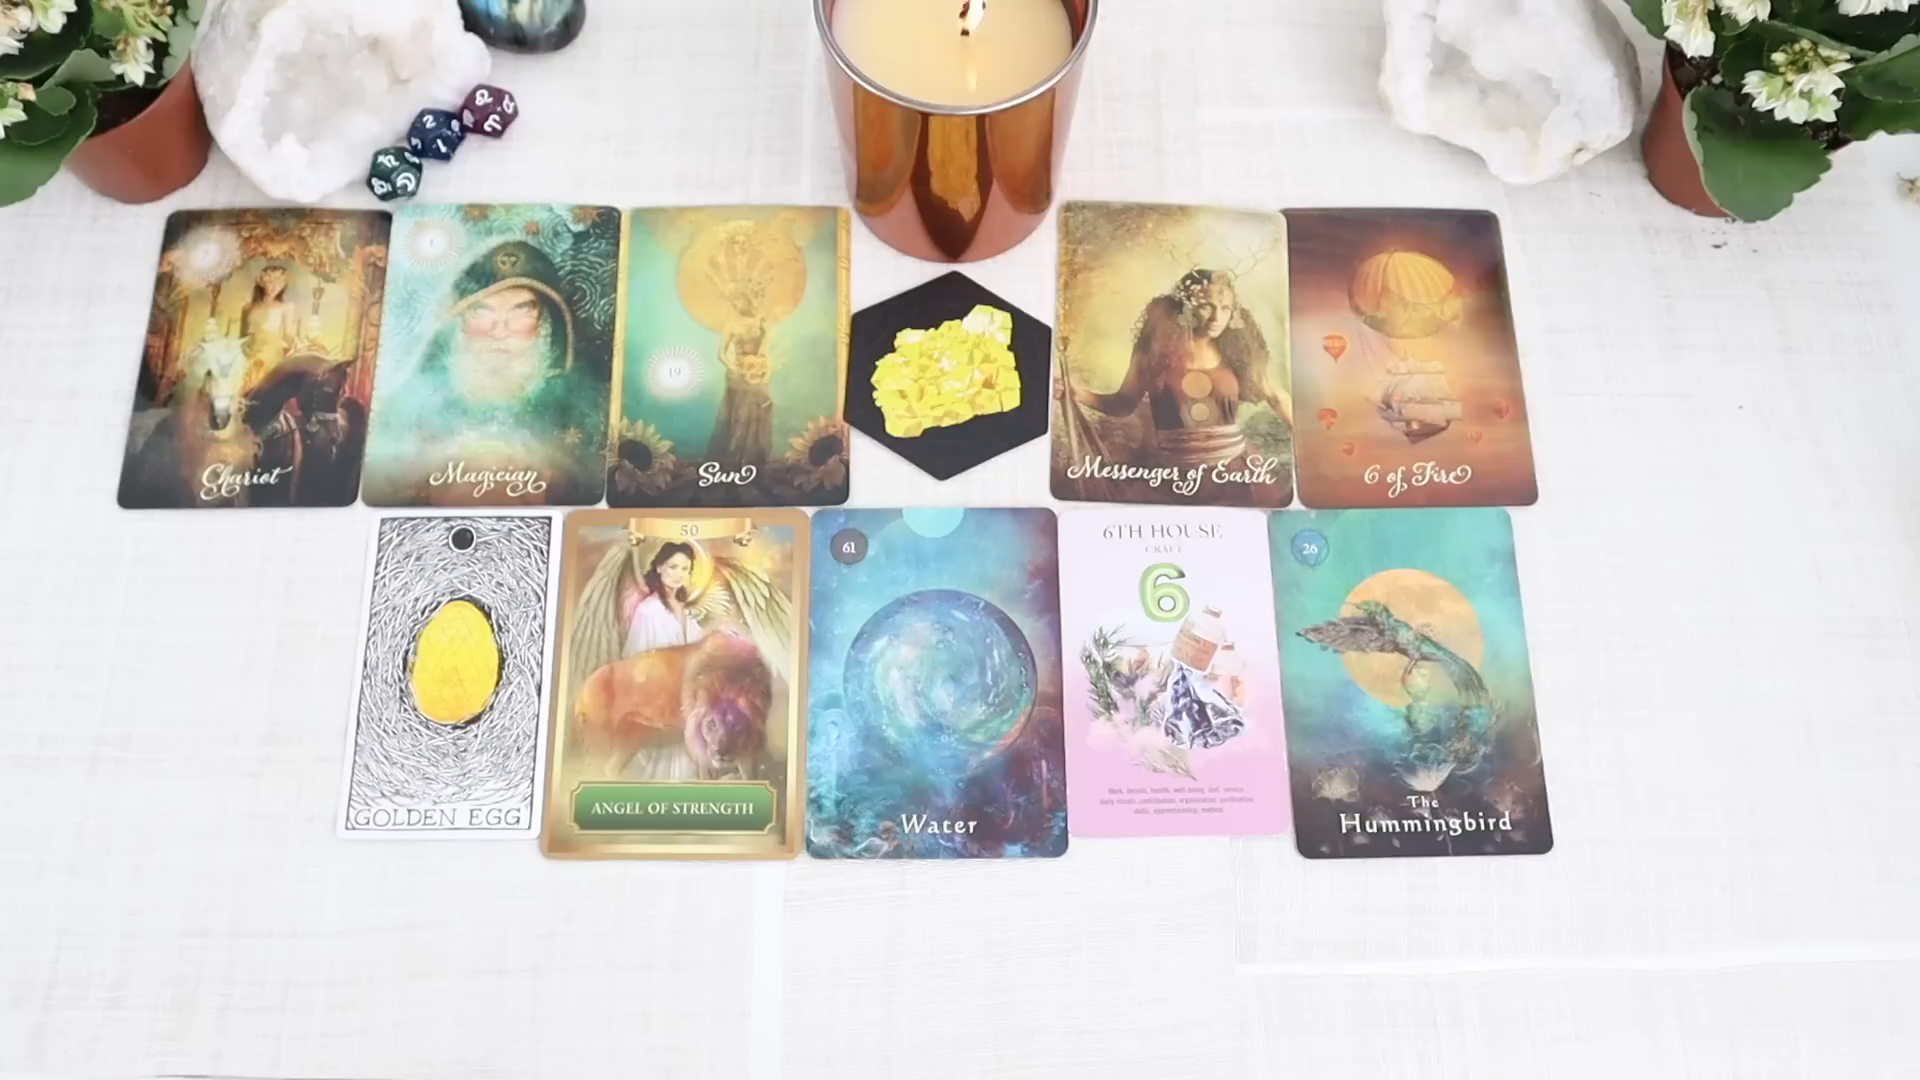 1
19
Chariot
Magician
Sun
Messenger of Earth
6 of Fire
50
61
6TH HOUSE
CRAFT
6
26
GOLDEN EGG
ANGEL OF STRENGTH
Water
The
Hummingbird